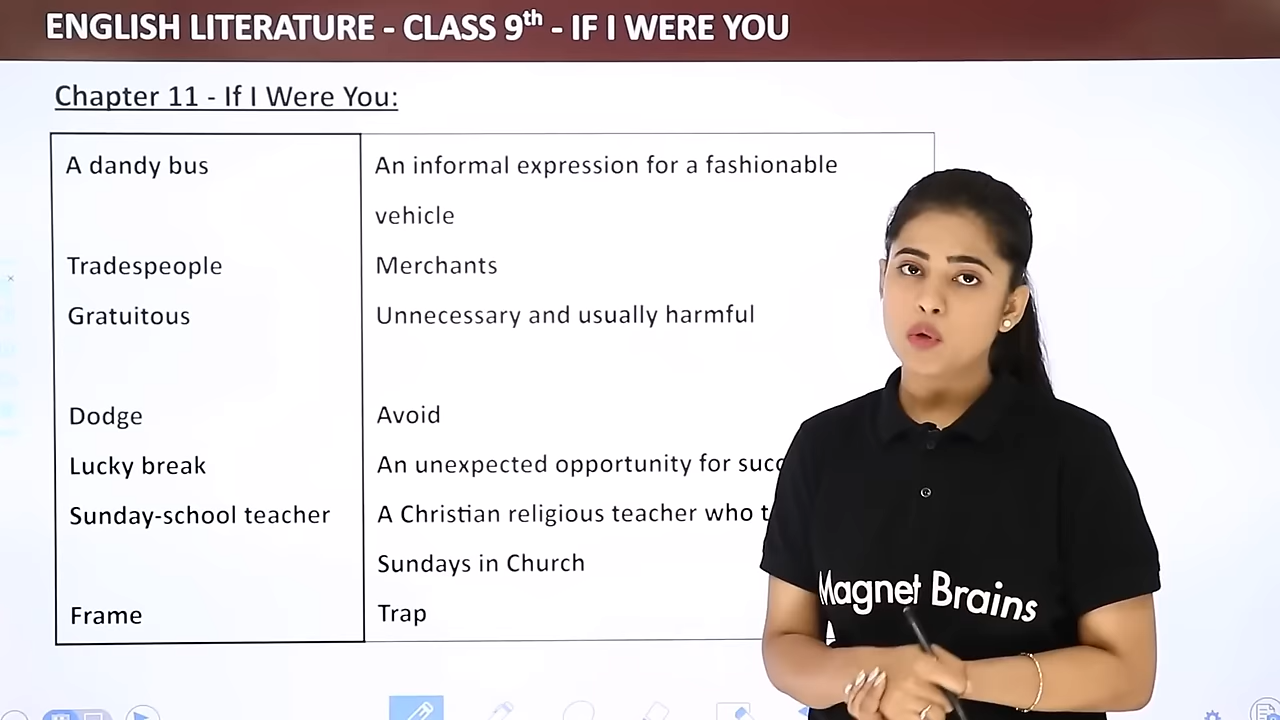 ENGLISH LITERATURE - CLASS 9th - IF I WERE YOU
Chapter 11 - If I Were You:
A dandy bus An informal expression for a fashionable
vehicle
Tradespeople Merchants
Gratuitous Unnecessary and usually harmful
Dodge Avoid
Lucky break An unexpected opportunity for
Sunday-school teacher A Christian religious teacher who
Sundays in Church
Frame Trap
Magnet Brains